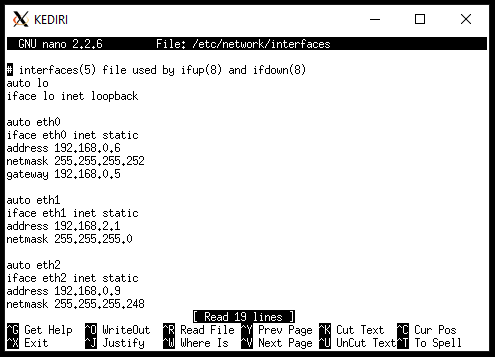 KEDIRI
GNU nano 2.2.6 File: /etc/network/interfaces
# interfaces(5) file used by ifup(8) and ifdown(8)
auto lo
iface lo inet loopback
auto eth0
iface eth0 inet static
address 192.168.0.6
netmask 255.255.255.252
gateway 192.168.0.5
auto eth1
iface eth1 inet static
address 192.168.2.1
netmask 255.255.255.0
auto eth2
iface eth2 inet static
address 192.168.0.9
netmask 255.255.255.248
[ Read 19 lines ]
^G Get Help ^O WriteOut ^R Read File ^Y Prev Page ^K Cut Text ^C Cur Pos
^X Exit ^J Justify ^W Where Is ^V Next Page ^U UnCut Text ^T To Spell